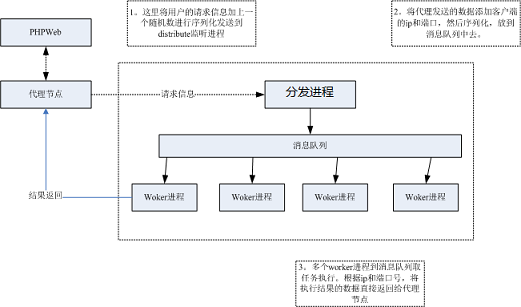 1、这里将用户的请求信息加上一
个随机数进行序列化发送到
distribute监听进程
2、将代理发送的数据添加客户端
的ip和端口，然后序列化，放到
消息队列中去。
PHPWeb
代理节点
请求信息
分发进程
消息队列
结果返回
Woker进程
Woker进程
Woker进程
Woker进程
3、多个worker进程到消息队列取
任务执行，根据ip和端口号，将
执行结果的数据直接返回给代理
节点